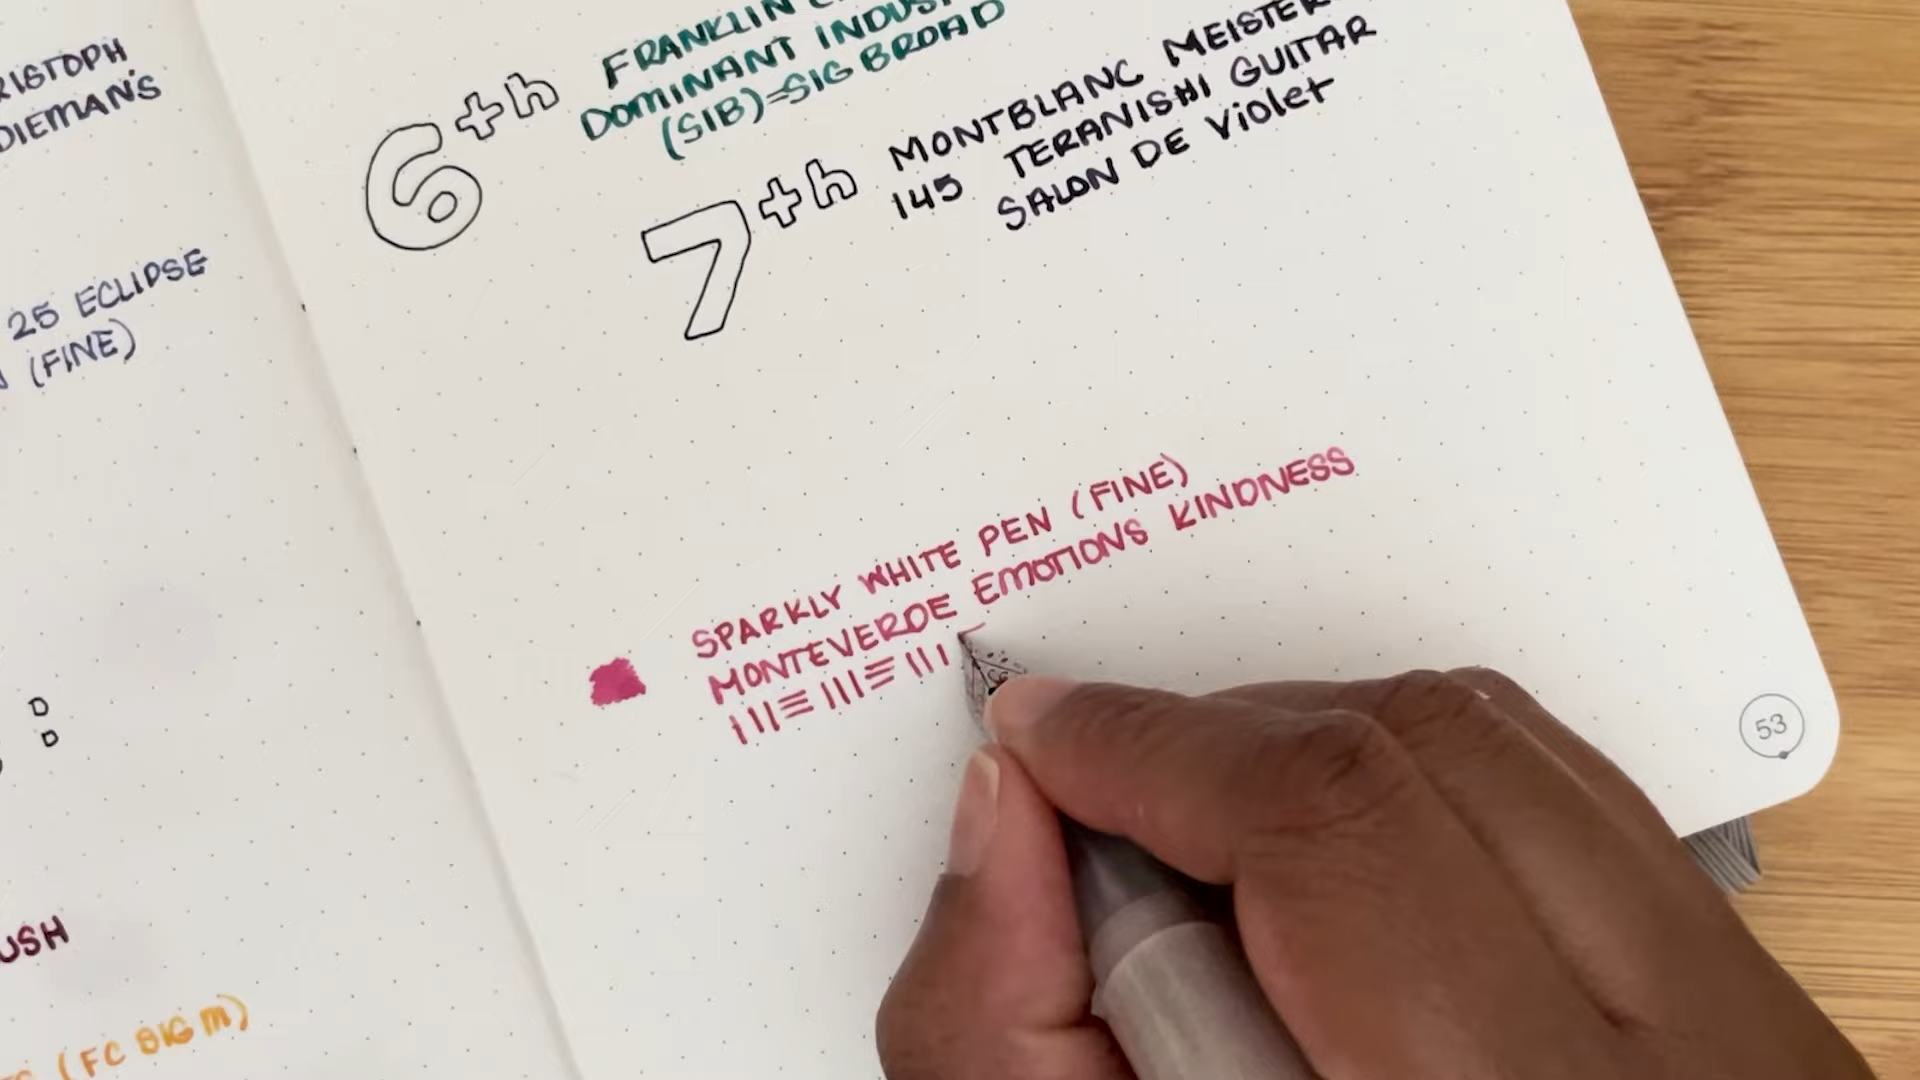 RISTOPH
DIEMAN'S
25 ECLIPSE
(FINE)
USH
(FC SIG M)
6th
FRANKLIN
DOMINANT INDUS
(SIB)=SIG BROAD
7th
MONTBLANC MEISTER
145 TERANISHI GUITAR
SALON DE Violet
SPARKLY WHITE PEN (FINE)
MONTEVERDE EMOTIONS KINDNESS
53